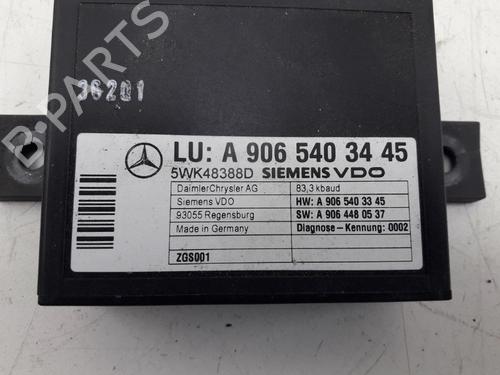 B-PARTS
36201
LU: A 906 540 34 45
5WK48388D SIEMENS VDO
DaimlerChrysler AG 83,3 kbaud
Siemens VDO HW: A 906 540 33 45
93055 Regensburg SW: A 906 448 05 37
Made in Germany Diagnose - Kennung: 0002
ZGS001